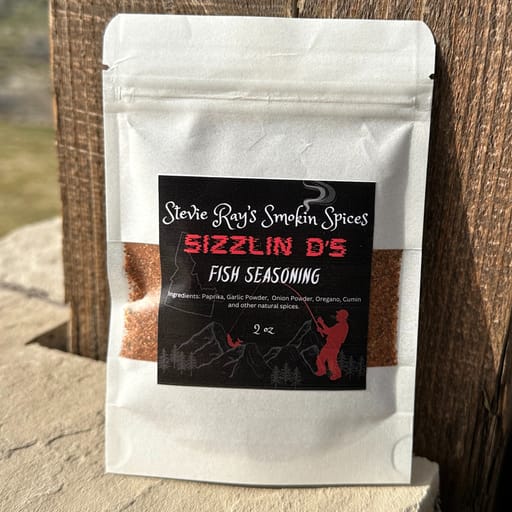 Stevie Ray's Smokin Spices
SIZZLIN D'S
FISH SEASONING
Ingredients: Paprika, Garlic Powder, Onion Powder, Oregano, Cumin
and other natural spices.
2 oz